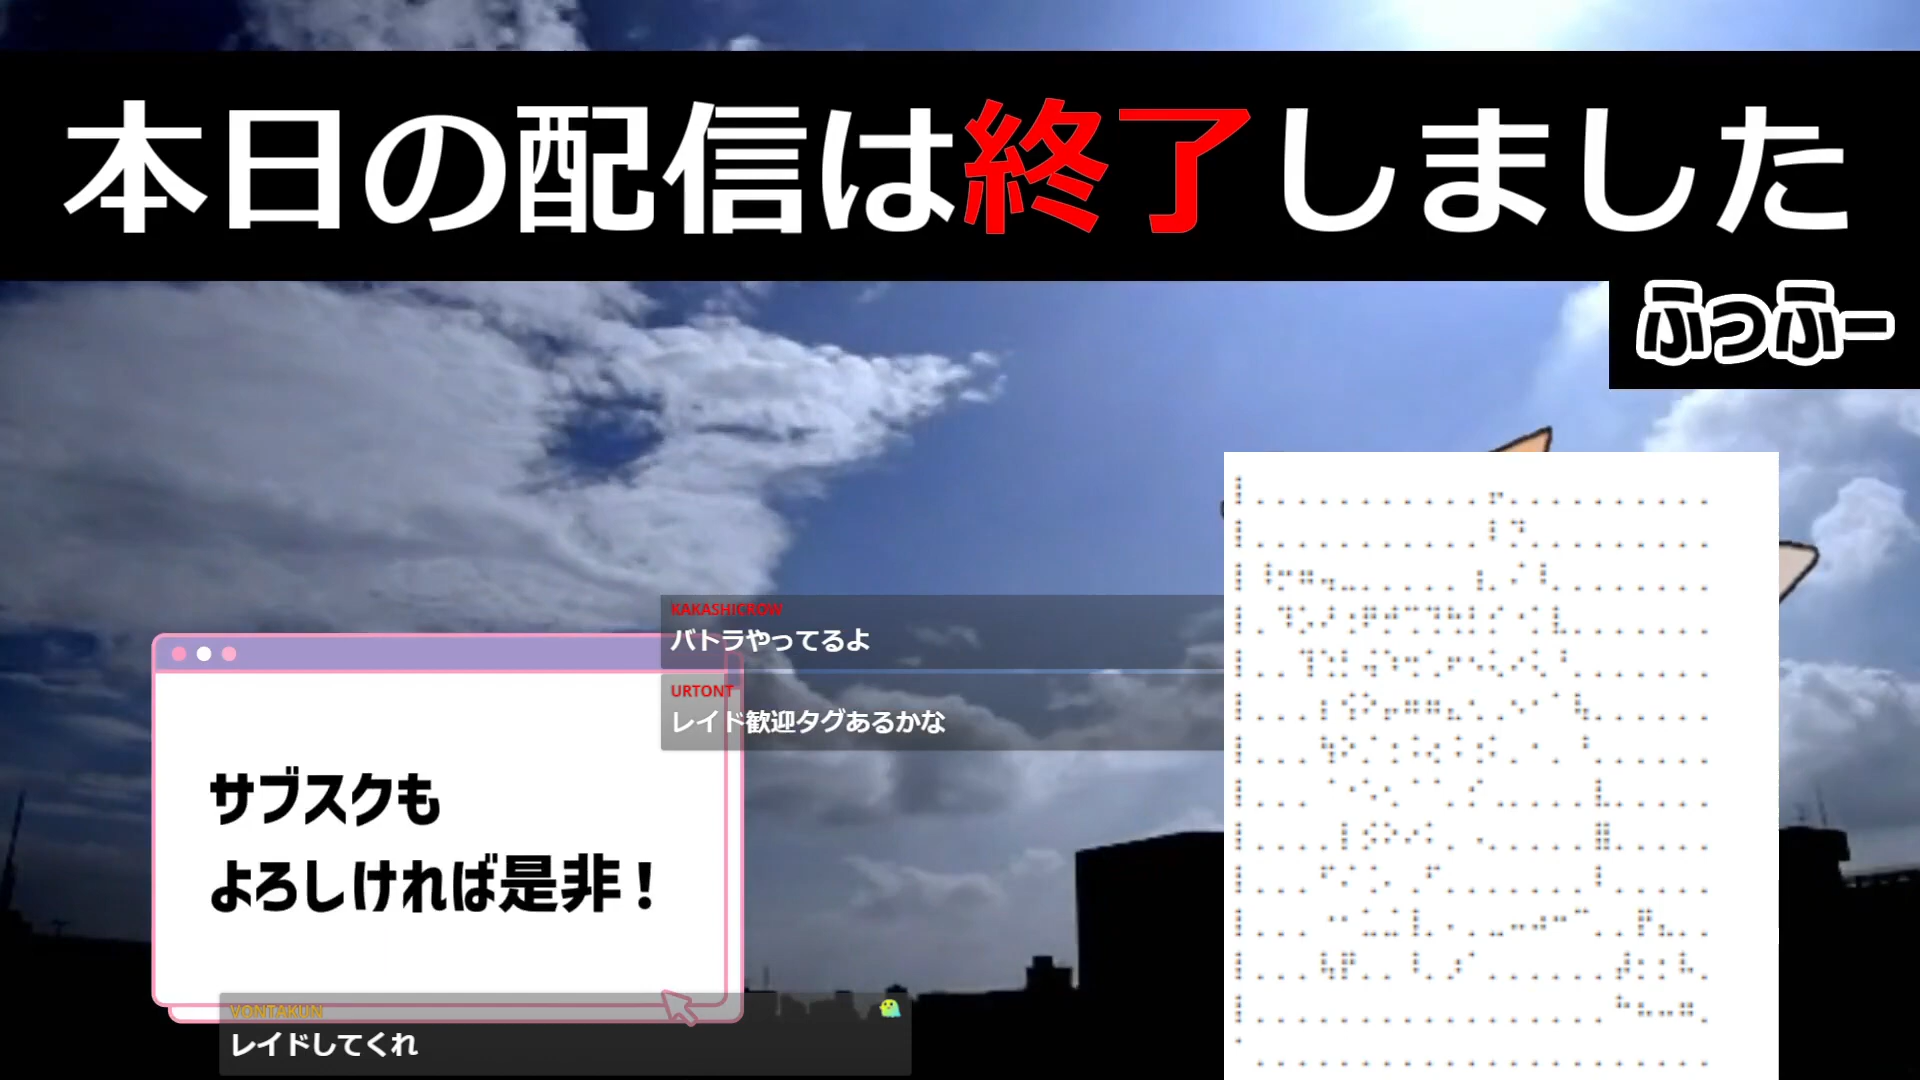 本日の配信は終了しました
ふっふー
KAKASHICROW
バトラやってるよ
URTONT
レイド歓迎タグあるかな
サブスクも
よろしければ是非！
VONTAKUN
レイドしてくれ